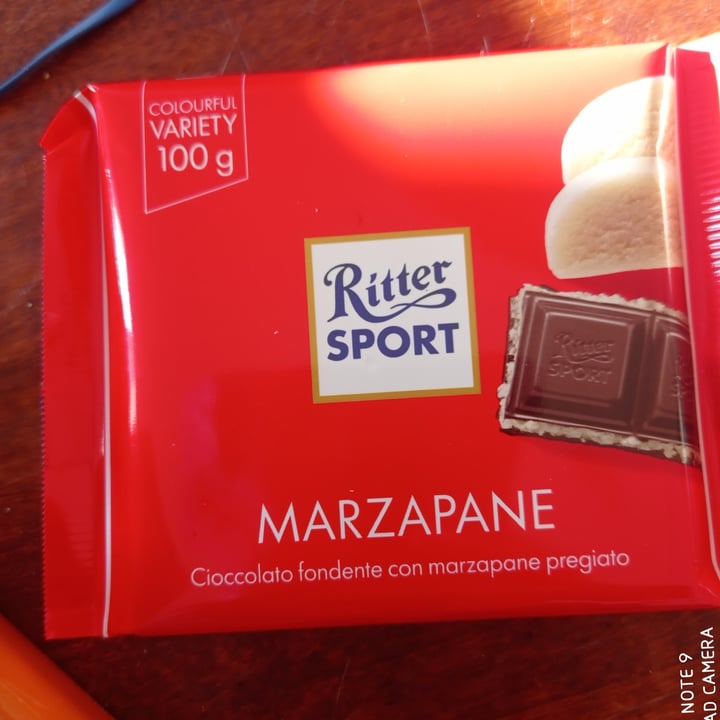 COLOURFUL
VARIETY
100 g
Ritter
SPORT
Ritter
SPORT
MARZAPANE
Cioccolato fondente con marzapane pregiato
NOTE 9
AD CAMERA